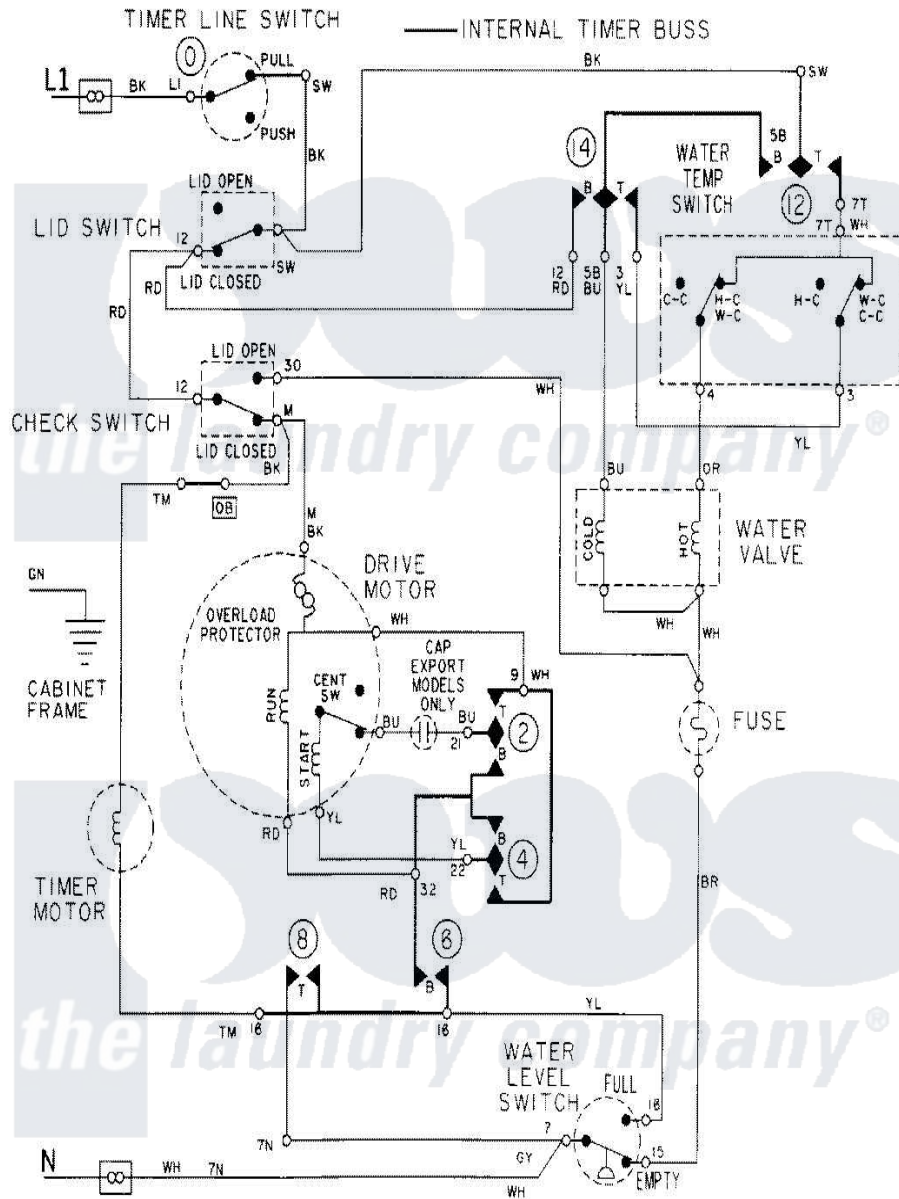 TIMER LINE SWITCH
INTERNAL TIMER BUSS
0
PULL
L1
BK
L1
SW
PUSH
BK
BK
SW
14
WATER
TEMP
SWITCH
5B
B
T
12
7T
7T
WH
LID OPEN
LID SWITCH
12
SW
LID CLOSED
RD
RD
B
T
12
RD
5B
BU
3
YL
C-C
H-C
W-C
H-C
W-C
C-C
4
3
YL
LID OPEN
30
WH
12
M
CHECK SWITCH
LID CLOSED
BK
TM
OB
M
BK
the laundry company®
BU
OR
COLD
HOT
WATER
VALVE
WH
WH
GN
CABINET
FRAME
DRIVE
MOTOR
OVERLOAD
PROTECTOR
WH
CAP
EXPORT
MODELS
ONLY
9
WH
CENT
SW
RUN
START
BU
BU
21
T
2
B
FUSE
RD
YL
YL
22
B
4
T
RD
32
BR
TIMER
MOTOR
8
T
6
B
TM
16
16
YL
the laundry company®
WATER
LEVEL
SWITCH
FULL
16
7N
7
GY
15
EMPTY
N
WH
7N
WH